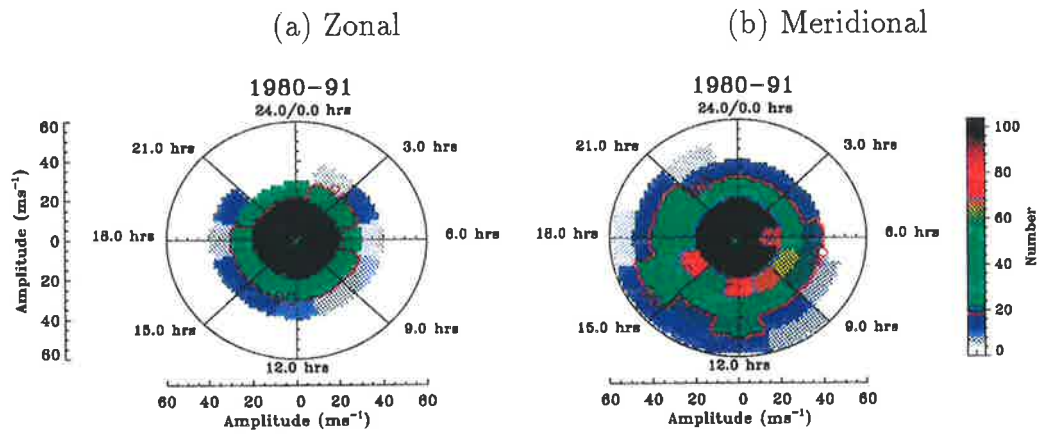 (a) Zonal
(b) Meridional
1980-91
24.0/0.0 hrs
21.0 hrs
3.0 hrs
18.0 hrs
6.0 hrs
15.0 hrs
9.0 hrs
12.0 hrs
60
40
20
0
20
40
60
Amplitude (ms⁻¹)
60 40 20 0 20 40 60
Amplitude (ms⁻¹)
1980-91
24.0/0.0 hrs
21.0 hrs
3.0 hrs
18.0 hrs
6.0 hrs
15.0 hrs
9.0 hrs
12.0 hrs
60 40 20 0 20 40 60
Amplitude (ms⁻¹)
100
80
60
40
20
0
Number